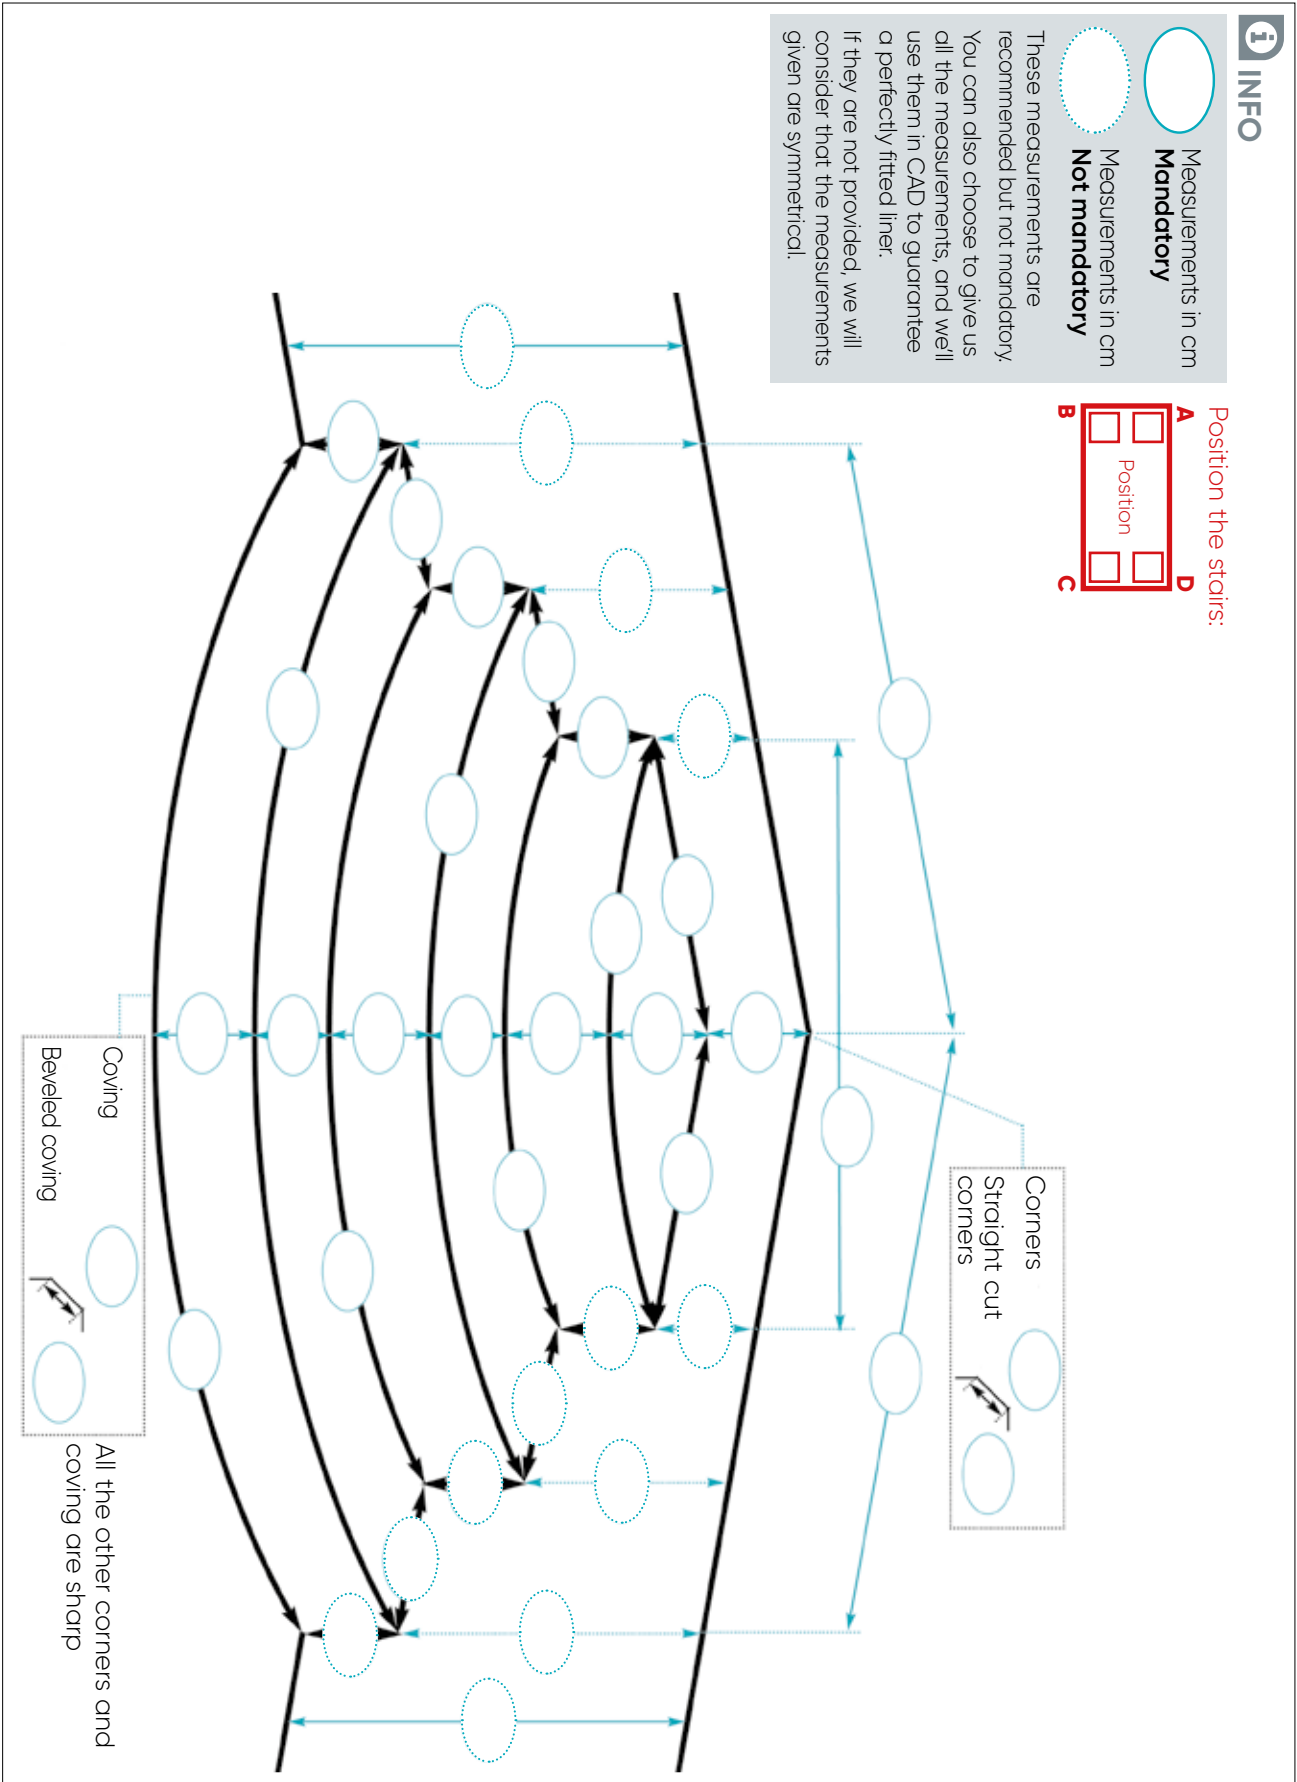 i INFO
Measurements in cm
Mandatory
Measurements in cm
Not mandatory
These measurements are
recommended but not mandatory.
You can also choose to give us
all the measurements, and we'll
use them in CAD to guarantee
a perfectly fitted liner.
If they are not provided, we will
consider that the measurements
given are symmetrical.
Position the stairs:
A
D
Position
B
C
Corners
Straight cut
corners
Coving
Beveled coving
All the other corners and
coving are sharp